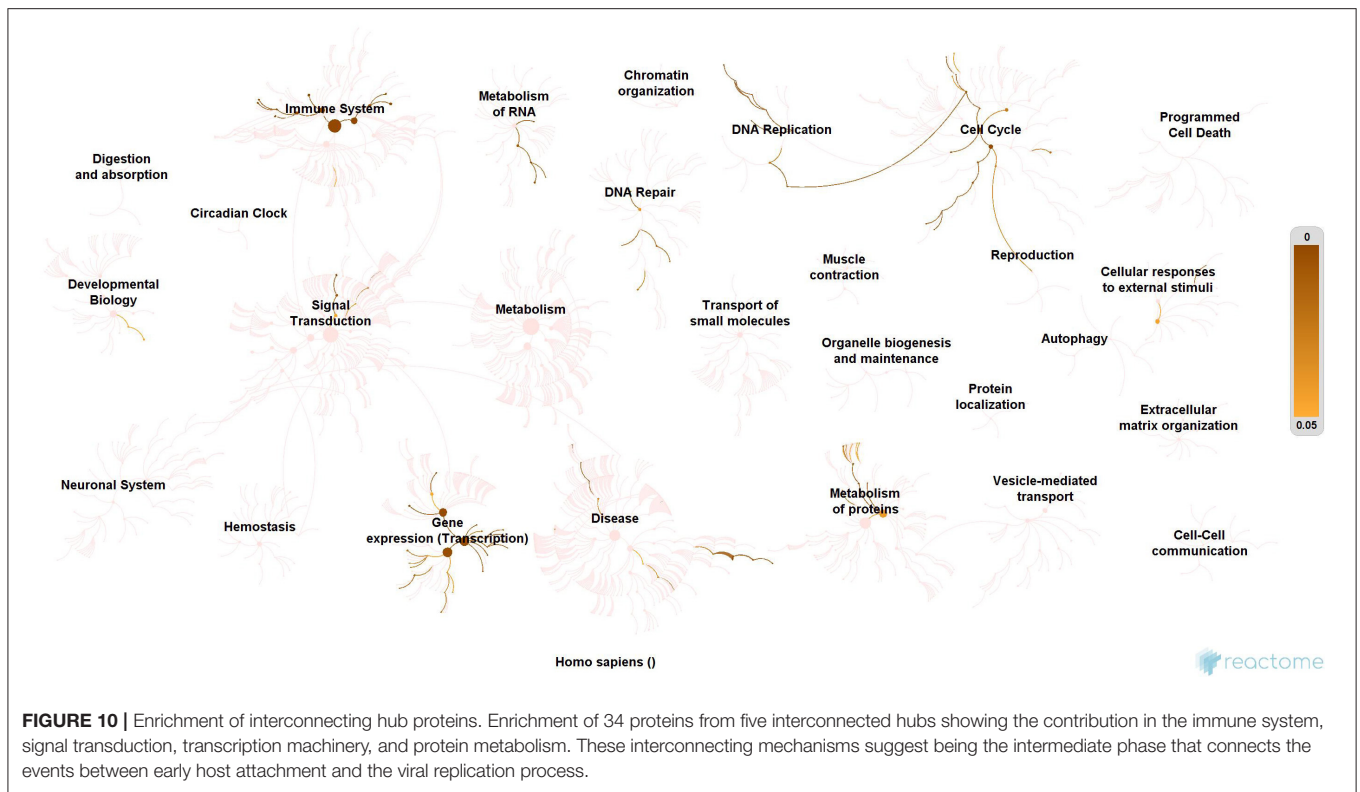 Immune System
Metabolism
of RNA
Chromatin
organization
DNA Replication
Cell Cycle
Programmed
Cell Death
Digestion
and absorption
Circadian Clock
DNA Repair
Muscle
contraction
Reproduction
Cellular responses
to external stimuli
Developmental
Biology
Signal
Transduction
Metabolism
Transport of
small molecules
Organelle biogenesis
and maintenance
Autophagy
Protein
localization
Extracellular
matrix organization
0
0.05
Neuronal System
Hemostasis
Gene
expression (Transcription)
Disease
Metabolism
of proteins
Vesicle-mediated
transport
Cell-Cell
communication
Homo sapiens ()
reactome
FIGURE 10 | Enrichment of interconnecting hub proteins. Enrichment of 34 proteins from five interconnected hubs showing the contribution in the immune system,
signal transduction, transcription machinery, and protein metabolism. These interconnecting mechanisms suggest being the intermediate phase that connects the
events between early host attachment and the viral replication process.